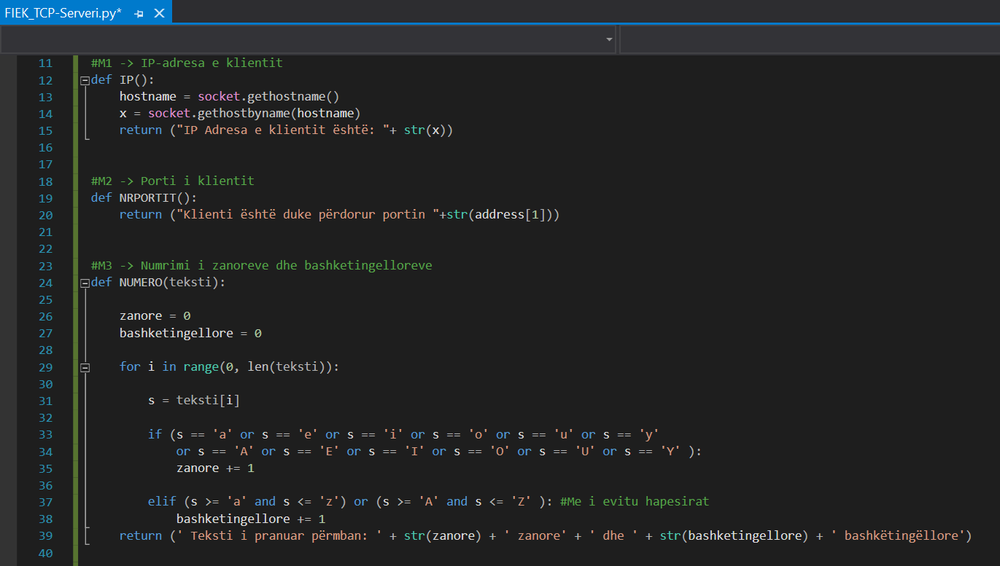 FIEK_TCP-Serveri.py*
11 #M1 -> IP-adresa e klientit
12 def IP():
13 hostname = socket.gethostname()
14 x = socket.gethostbyname(hostname)
15 return ("IP Adresa e klientit është: "+ str(x))
16
17
18 #M2 -> Porti i klientit
19 def NRPORTIT():
20 return ("Klienti është duke përdorur portin "+str(address[1]))
21
22
23 #M3 -> Numrimi i zanoreve dhe bashketingelloreve
24 def NUMERO(teksti):
25
26 zanore = 0
27 bashketingellore = 0
28
29 for i in range(0, len(teksti)):
30
31 s = teksti[i]
32
33 if (s == 'a' or s == 'e' or s == 'i' or s == 'o' or s == 'u' or s == 'y'
34 or s == 'A' or s == 'E' or s == 'I' or s == 'O' or s == 'U' or s == 'Y' ):
35 zanore += 1
36
37 elif (s >= 'a' and s <= 'z') or (s >= 'A' and s <= 'Z' ): #Me i evitu hapesirat
38 bashketingellore += 1
39 return (' Teksti i pranuar përmban: ' + str(zanore) + ' zanore' + ' dhe ' + str(bashketingellore) + ' bashkëtingëllore')
40